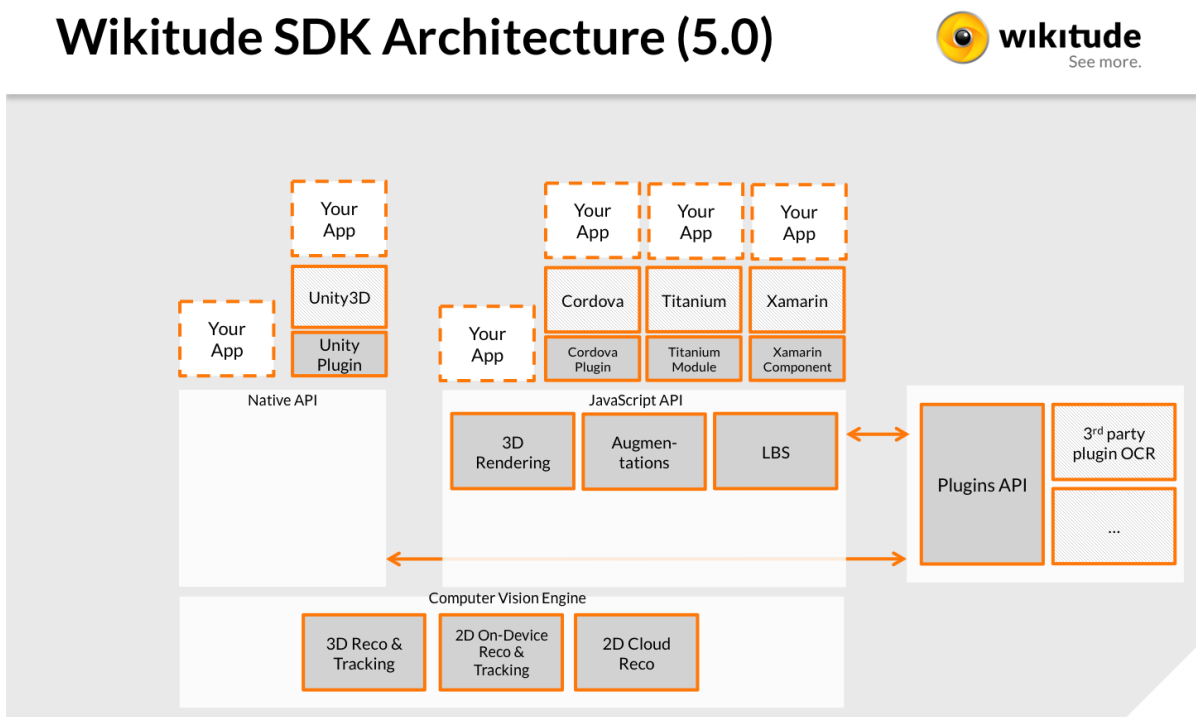 Wikitude SDK Architecture (5.0)
wikitude
See more.
Your
App
Your
App
Your
App
Your
App
Unity3D
Cordova
Titanium
Xamarin
Your
App
Your
App
Unity
Plugin
Cordova
Plugin
Titanium
Module
Xamarin
Component
Native API
JavaScript API
3D
Rendering
Augmen-
tations
LBS
Plugins API
3rd party
plugin OCR
...
Computer Vision Engine
3D Reco &
Tracking
2D On-Device
Reco &
Tracking
2D Cloud
Reco